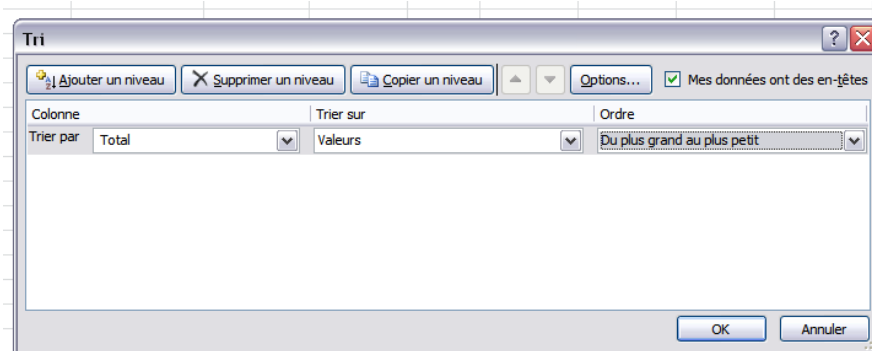 Tri
Ajouter un niveau Supprimer un niveau Copier un niveau Options... Mes données ont des en-têtes
Colonne Trier sur Ordre
Trier par Total Valeurs Du plus grand au plus petit
OK Annuler